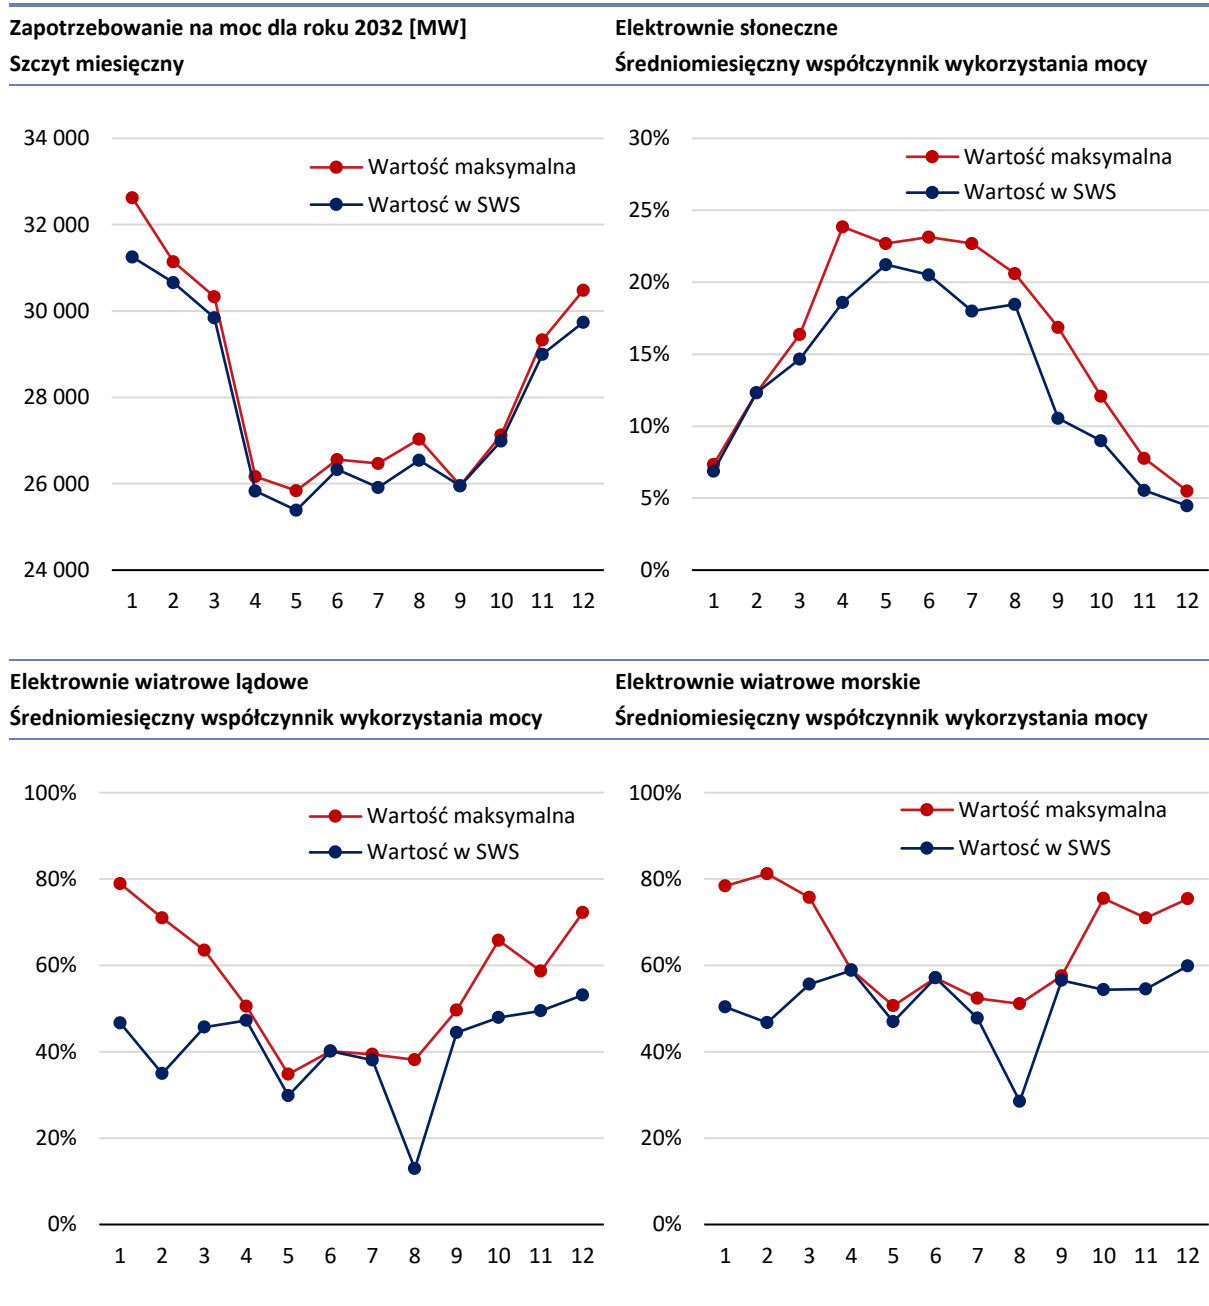 Zapotrzebowanie na moc dla roku 2032 [MW]
Szczyt miesięczny
34 000
32 000
30 000
28 000
26 000
24 000
Wartość maksymalna
Wartosć w SWS
1 2 3 4 5 6 7 8 9 10 11 12
Elektrownie słoneczne
Średniomiesięczny współczynnik wykorzystania mocy
30%
25%
20%
15%
10%
5%
0%
Wartość maksymalna
Wartosć w SWS
1 2 3 4 5 6 7 8 9 10 11 12
Elektrownie wiatrowe lądowe
Średniomiesięczny współczynnik wykorzystania mocy
100%
80%
60%
40%
20%
0%
Wartość maksymalna
Wartosć w SWS
1 2 3 4 5 6 7 8 9 10 11 12
Elektrownie wiatrowe morskie
Średniomiesięczny współczynnik wykorzystania mocy
100%
80%
60%
40%
20%
0%
Wartość maksymalna
Wartosć w SWS
1 2 3 4 5 6 7 8 9 10 11 12